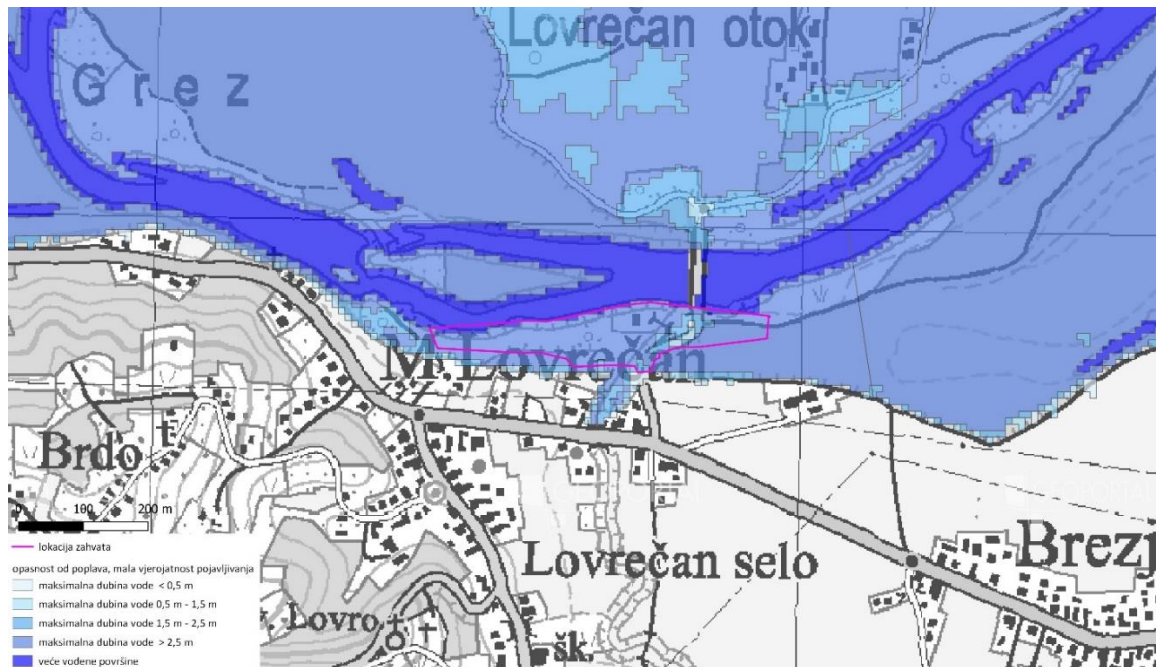 Lovrečan otok
Grez
M. Lovrečan
Brdo
0 100 200 m
Lovrečan selo
Lovro
šk.
lokacija zahvata
opasnost od poplava, mala vjerojatnost pojavljivanja
maksimalna dubina vode < 0,5 m
maksimalna dubina vode 0,5 m - 1,5 m
maksimalna dubina vode 1,5 m - 2,5 m
maksimalna dubina vode > 2,5 m
veće vodene površine